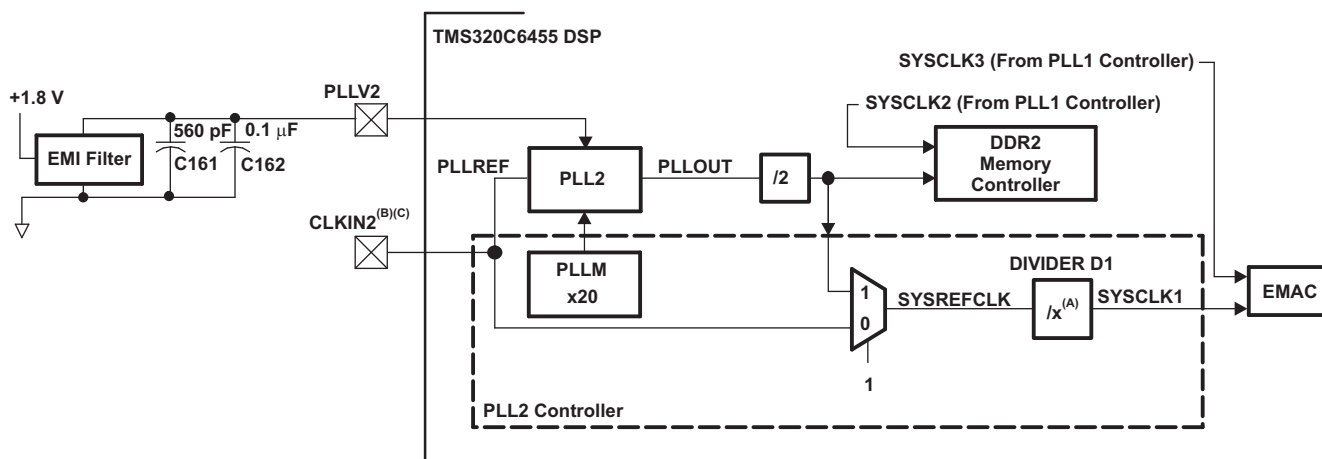 TMS320C6455 DSP
SYSCLK3 (From PLL1 Controller)
+1.8 V
PLLV2
SYSCLK2 (From PLL1 Controller)
560 pF
0.1 μF
EMI Filter
C161
C162
DDR2
Memory
Controller
PLLREF
PLL2
PLLOUT
/2
CLKIN2(B)(C)
PLLM
x20
DIVIDER D1
1
0
SYSREFCLK
/x(A)
SYSCLK1
EMAC
1
PLL2 Controller